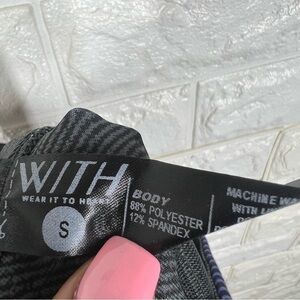 WITH
WEAR IT TO HEART
S
BODY
88% POLYESTER
12% SPANDEX
MACHINE WA
WITH L